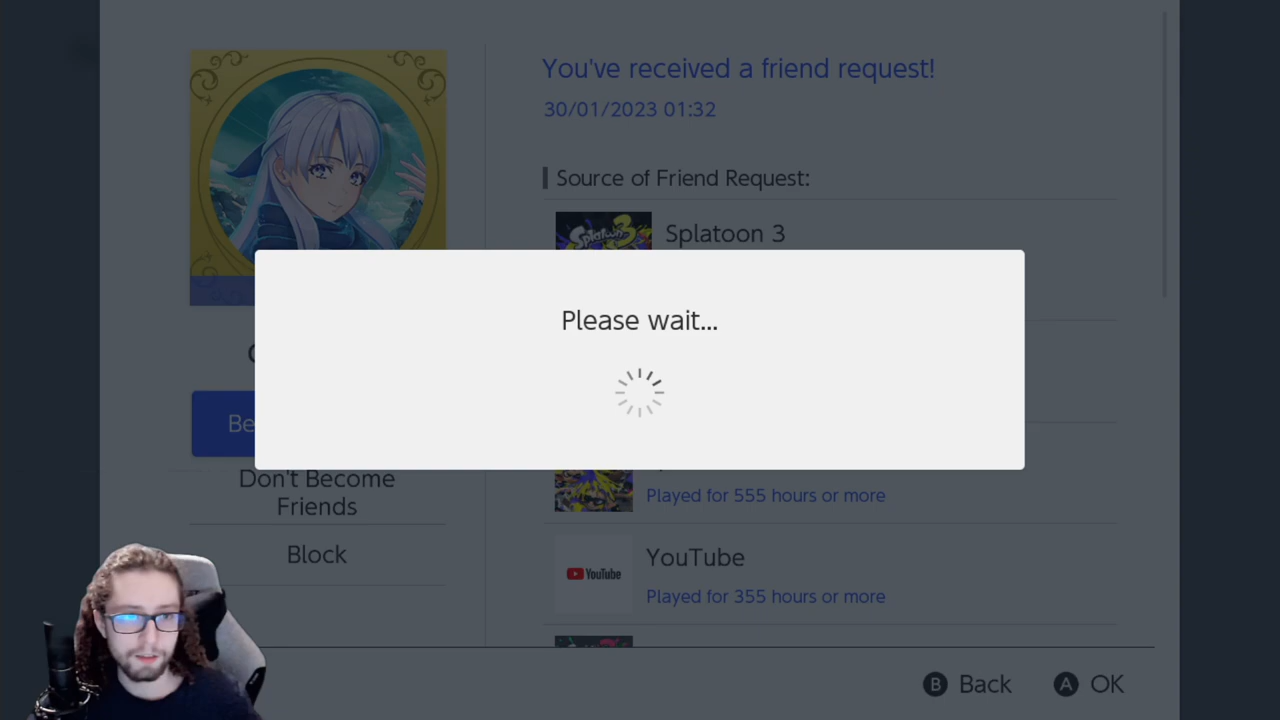 You've received a friend request!
30/01/2023 01:32
Source of Friend Request:
Splatoon 3
Splatoon 3
Please wait...
Played for 555 hours or more
Don't Become
Friends
Block
YouTube
YouTube
Played for 355 hours or more
B Back
A OK